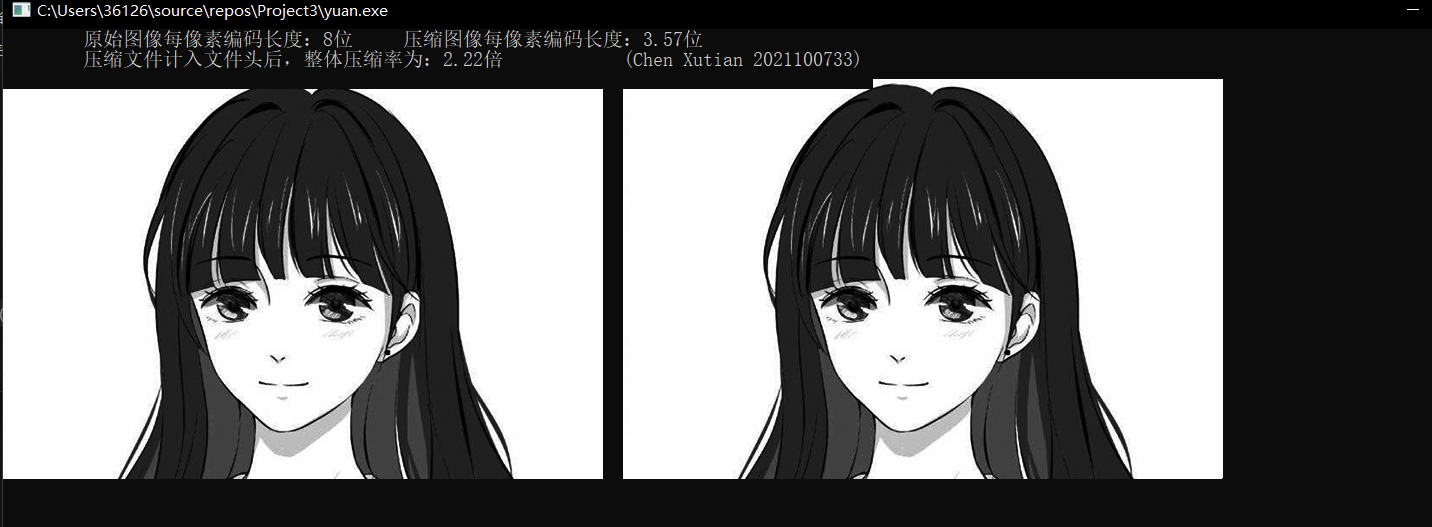 C:\Users\36126\source\repos\Project3\yuan.exe
原始图像每像素编码长度：8位 压缩图像每像素编码长度：3.57位
压缩文件计入文件头后，整体压缩率为：2.22倍 (Chen Xutian 2021100733)